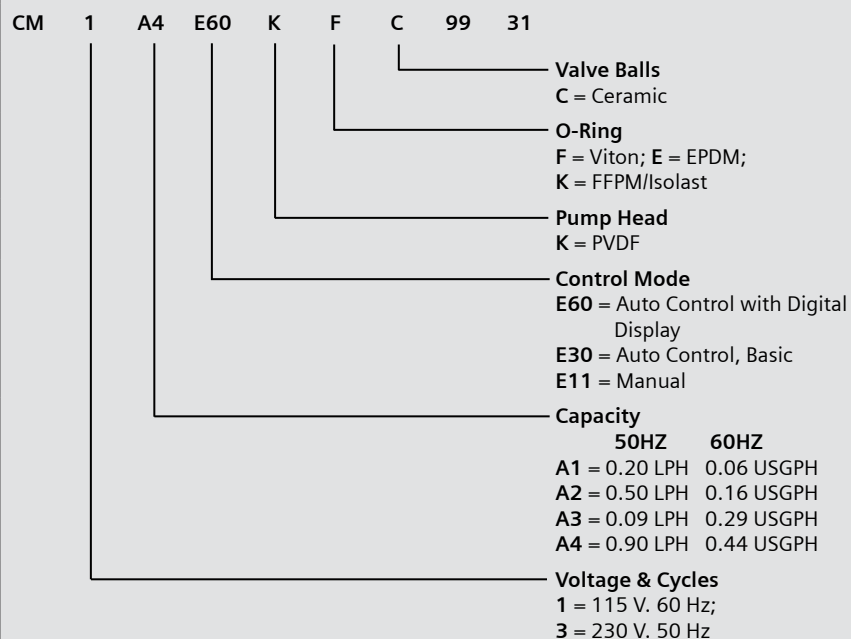 CM 1 A4 E60 K F C 99 31
Valve Balls
C = Ceramic
O-Ring
F = Viton; E = EPDM;
K = FFPM/Isolast
Pump Head
K = PVDF
Control Mode
E60 = Auto Control with Digital
Display
E30 = Auto Control, Basic
E11 = Manual
Capacity
50HZ 60HZ
A1 = 0.20 LPH 0.06 USGPH
A2 = 0.50 LPH 0.16 USGPH
A3 = 0.09 LPH 0.29 USGPH
A4 = 0.90 LPH 0.44 USGPH
Voltage & Cycles
1 = 115 V. 60 Hz;
3 = 230 V. 50 Hz